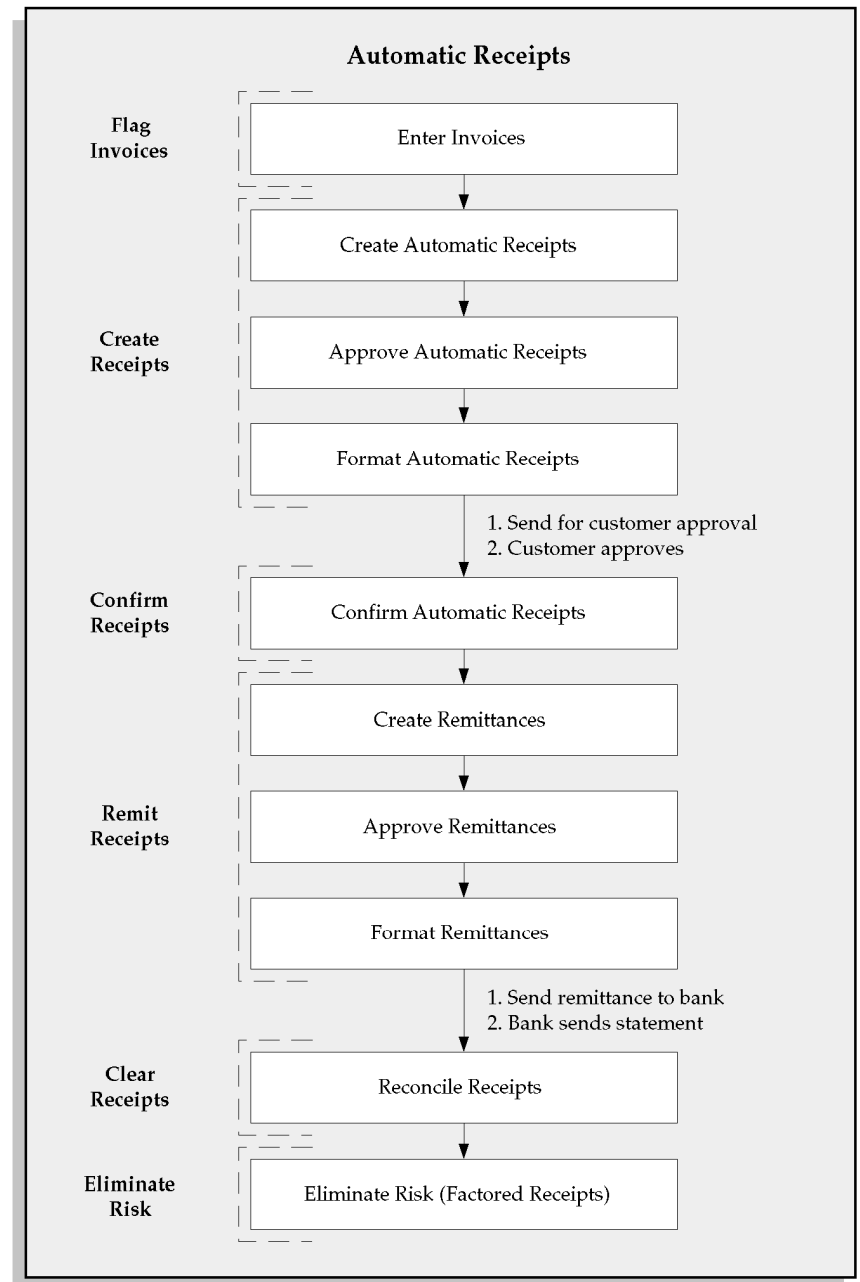 Automatic Receipts
Flag
Invoices
Enter Invoices
Create Automatic Receipts
Create
Receipts
Approve Automatic Receipts
Format Automatic Receipts
1. Send for customer approval
2. Customer approves
Confirm
Receipts
Confirm Automatic Receipts
Create Remittances
Remit
Receipts
Approve Remittances
Format Remittances
1. Send remittance to bank
2. Bank sends statement
Clear
Receipts
Reconcile Receipts
Eliminate
Risk
Eliminate Risk (Factored Receipts)